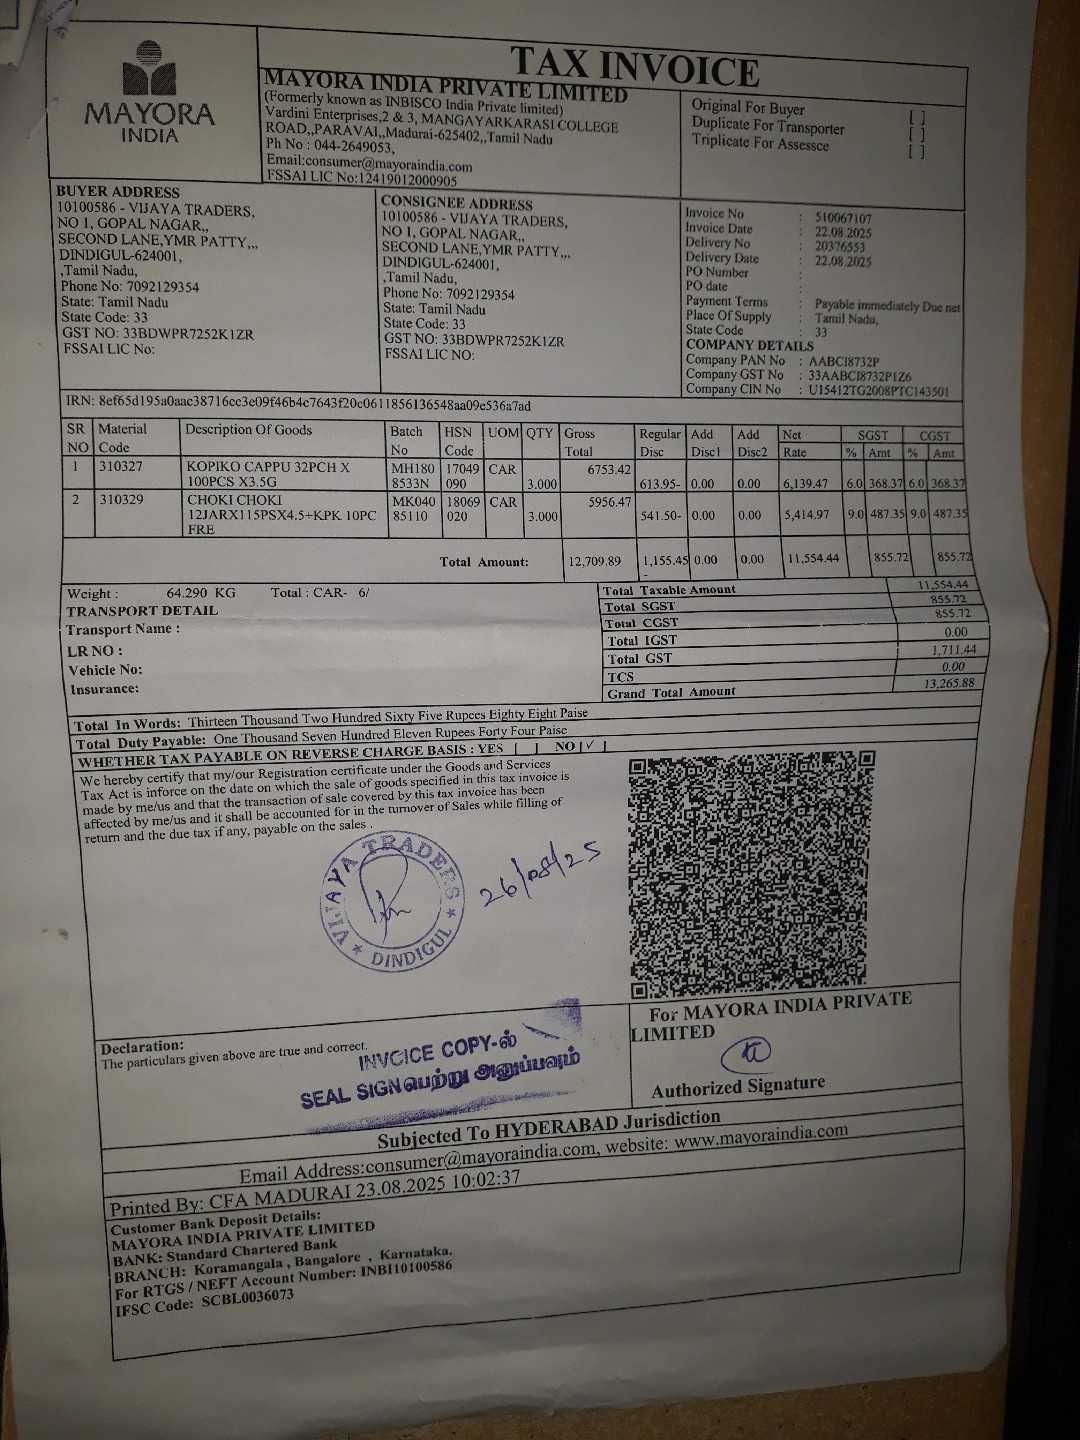 TAX INVOICE
MAYORA
INDIA
MAYORA INDIA PRIVATE LIMITED
(Formerly known as INBISCO India Private limited)
Vardini Enterprises,2 & 3, MANGAYARKARASI COLLEGE
ROAD,,PARAVAI,,Madurai-625402,,Tamil Nadu
Ph No : 044-2649053,
Email:consumer@mayoraindia.com
FSSAI LIC No:12419012000905
Original For Buyer [ ]
Duplicate For Transporter [ ]
Triplicate For Assessce [ ]
BUYER ADDRESS
10100586 - VIJAYA TRADERS,
NO 1, GOPAL NAGAR,,
SECOND LANE,YMR PATTY,,,
DINDIGUL-624001,
,Tamil Nadu,
Phone No: 7092129354
State: Tamil Nadu
State Code: 33
GST NO: 33BDWPR7252K1ZR
FSSAI LIC No:
CONSIGNEE ADDRESS
10100586 - VIJAYA TRADERS,
NO 1, GOPAL NAGAR,,
SECOND LANE,YMR PATTY,,,
DINDIGUL-624001,
,Tamil Nadu,
Phone No: 7092129354
State: Tamil Nadu
State Code: 33
GST NO: 33BDWPR7252K1ZR
FSSAI LIC NO:
Invoice No : 510067107
Invoice Date : 22.08.2025
Delivery No : 20376553
Delivery Date : 22.08.2025
PO Number :
PO date :
Payment Terms : Payable immediately Due net
Place Of Supply : Tamil Nadu,
State Code : 33
COMPANY DETAILS
Company PAN No : AABCI8732P
Company GST No : 33AABCI8732P1Z6
Company CIN No : U15412TG2008PTC143501
IRN: 8ef65d195a0aac38716cc3e09f46b4c7643f20c0611856136548aa09e536a7ad
SR NO Material Code Description Of Goods Batch No HSN Code UOM QTY Gross Total Regular Disc Add Disc1 Add Disc2 Net Rate SGST % Amt CGST % Amt
1 310327 KOPIKO CAPPU 32PCH X MH180 17049 CAR 6753.42
100PCS X3.5G 8533N 090 3.000 613.95- 0.00 0.00 6,139.47 6.0 368.37 6.0 368.37
2 310329 CHOKI CHOKI MK040 18069 CAR 5956.47
12JARX115PSX4.5+KPK 10PC 85110 020 3.000 541.50- 0.00 0.00 5,414.97 9.0 487.35 9.0 487.35
FRE
Total Amount: 12,709.89 1,155.45 0.00 0.00 11,554.44 855.72 855.72
-
Weight : 64.290 KG Total : CAR- 6/
TRANSPORT DETAIL
Transport Name :
LR NO :
Vehicle No:
Insurance:
Total Taxable Amount 11,554.44
Total SGST 855.72
Total CGST 855.72
Total IGST 0.00
Total GST 1,711.44
TCS 0.00
Grand Total Amount 13,265.88
Total In Words: Thirteen Thousand Two Hundred Sixty Five Rupees Eighty Eight Paise
Total Duty Payable: One Thousand Seven Hundred Eleven Rupees Forty Four Paise
WHETHER TAX PAYABLE ON REVERSE CHARGE BASIS : YES [ ] NO [✓]
We hereby certify that my/our Registration certificate under the Goods and Services
Tax Act is inforce on the date on which the sale of goods specified in this tax invoice is
made by me/us and that the transaction of sale covered by this tax invoice has been
affected by me/us and it shall be accounted for in the turnover of Sales while filling of
return and the due tax if any, payable on the sales .
VIJAYA TRADERS
★ DINDIGUL ★
26/08/25
Declaration:
The particulars given above are true and correct.
INVOICE COPY-ல்
SEAL SIGN பெற்று அனுப்பவும்
For MAYORA INDIA PRIVATE
LIMITED
Authorized Signature
Subjected To HYDERABAD Jurisdiction
Email Address:consumer@mayoraindia.com, website: www.mayoraindia.com
Printed By: CFA MADURAI 23.08.2025 10:02:37
Customer Bank Deposit Details:
MAYORA INDIA PRIVATE LIMITED
BANK: Standard Chartered Bank
BRANCH: Koramangala , Bangalore , Karnataka.
For RTGS / NEFT Account Number: INBI10100586
IFSC Code: SCBL0036073